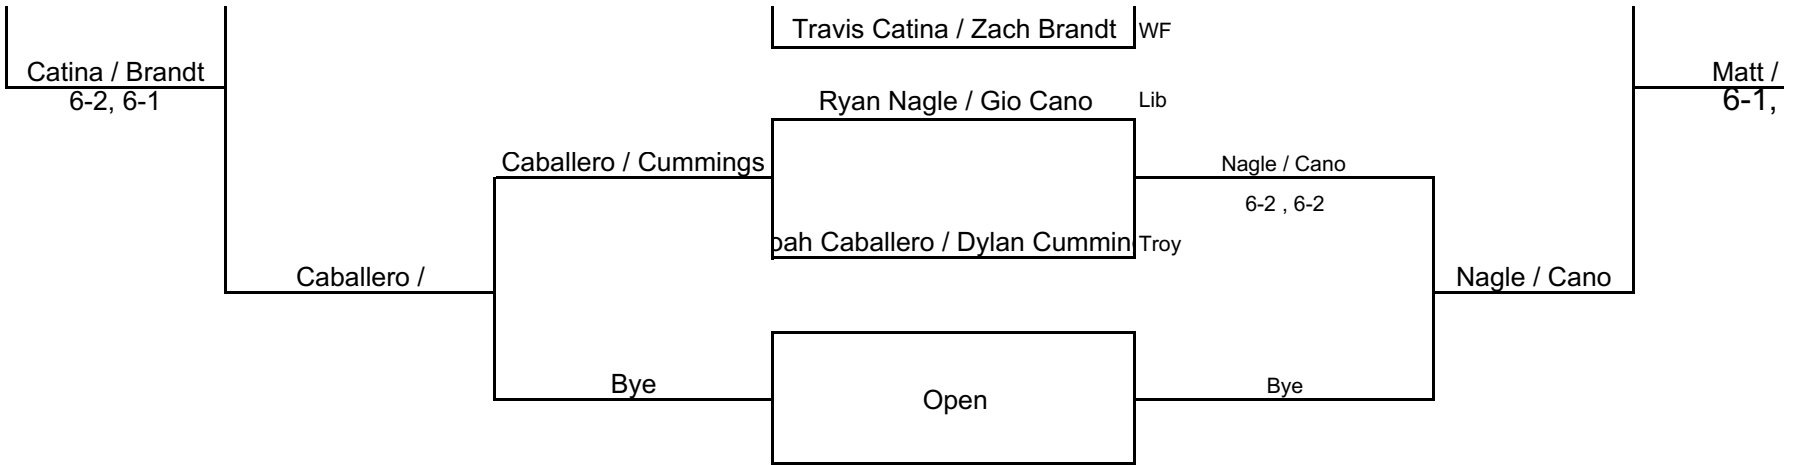 Travis Catina / Zach Brandt WF
Catina / Brandt
6-2, 6-1
Matt /
6-1,
Ryan Nagle / Gio Cano Lib
Caballero / Cummings
Nagle / Cano
6-2 , 6-2
Caballero / Dylan Troy
Caballero /
Nagle / Cano
Bye
Open
Bye